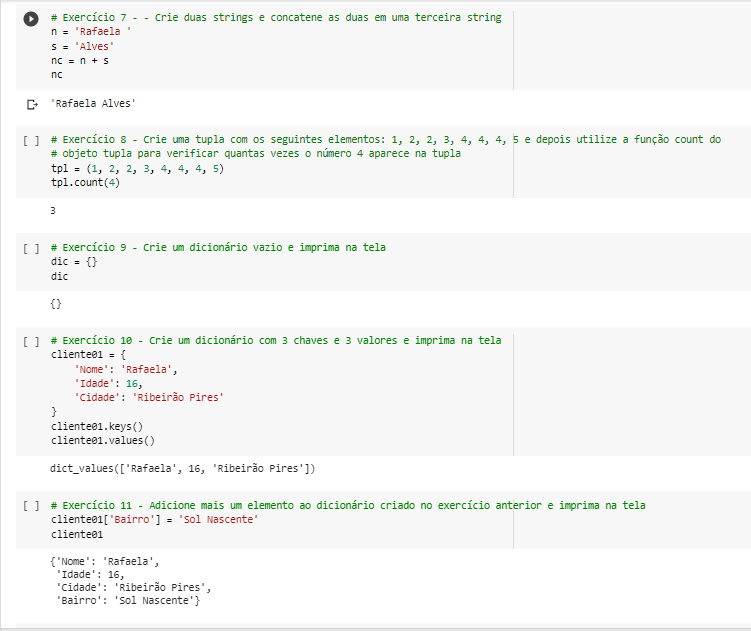 # Exercício 7 - - Crie duas strings e concatene as duas em uma terceira string
n = 'Rafaela '
s = 'Alves'
nc = n + s
nc
'Rafaela Alves'
[ ] # Exercício 8 - Crie uma tupla com os seguintes elementos: 1, 2, 2, 3, 4, 4, 4, 5 e depois utilize a função count do
# objeto tupla para verificar quantas vezes o número 4 aparece na tupla
tpl = (1, 2, 2, 3, 4, 4, 4, 5)
tpl.count(4)
3
[ ] # Exercício 9 - Crie um dicionário vazio e imprima na tela
dic = {}
dic
{}
[ ] # Exercício 10 - Crie um dicionário com 3 chaves e 3 valores e imprima na tela
cliente01 = {
    'Nome': 'Rafaela',
    'Idade': 16,
    'Cidade': 'Ribeirão Pires'
}
cliente01.keys()
cliente01.values()
dict_values(['Rafaela', 16, 'Ribeirão Pires'])
[ ] # Exercício 11 - Adicione mais um elemento ao dicionário criado no exercício anterior e imprima na tela
cliente01['Bairro'] = 'Sol Nascente'
cliente01
{'Nome': 'Rafaela',
 'Idade': 16,
 'Cidade': 'Ribeirão Pires',
 'Bairro': 'Sol Nascente'}